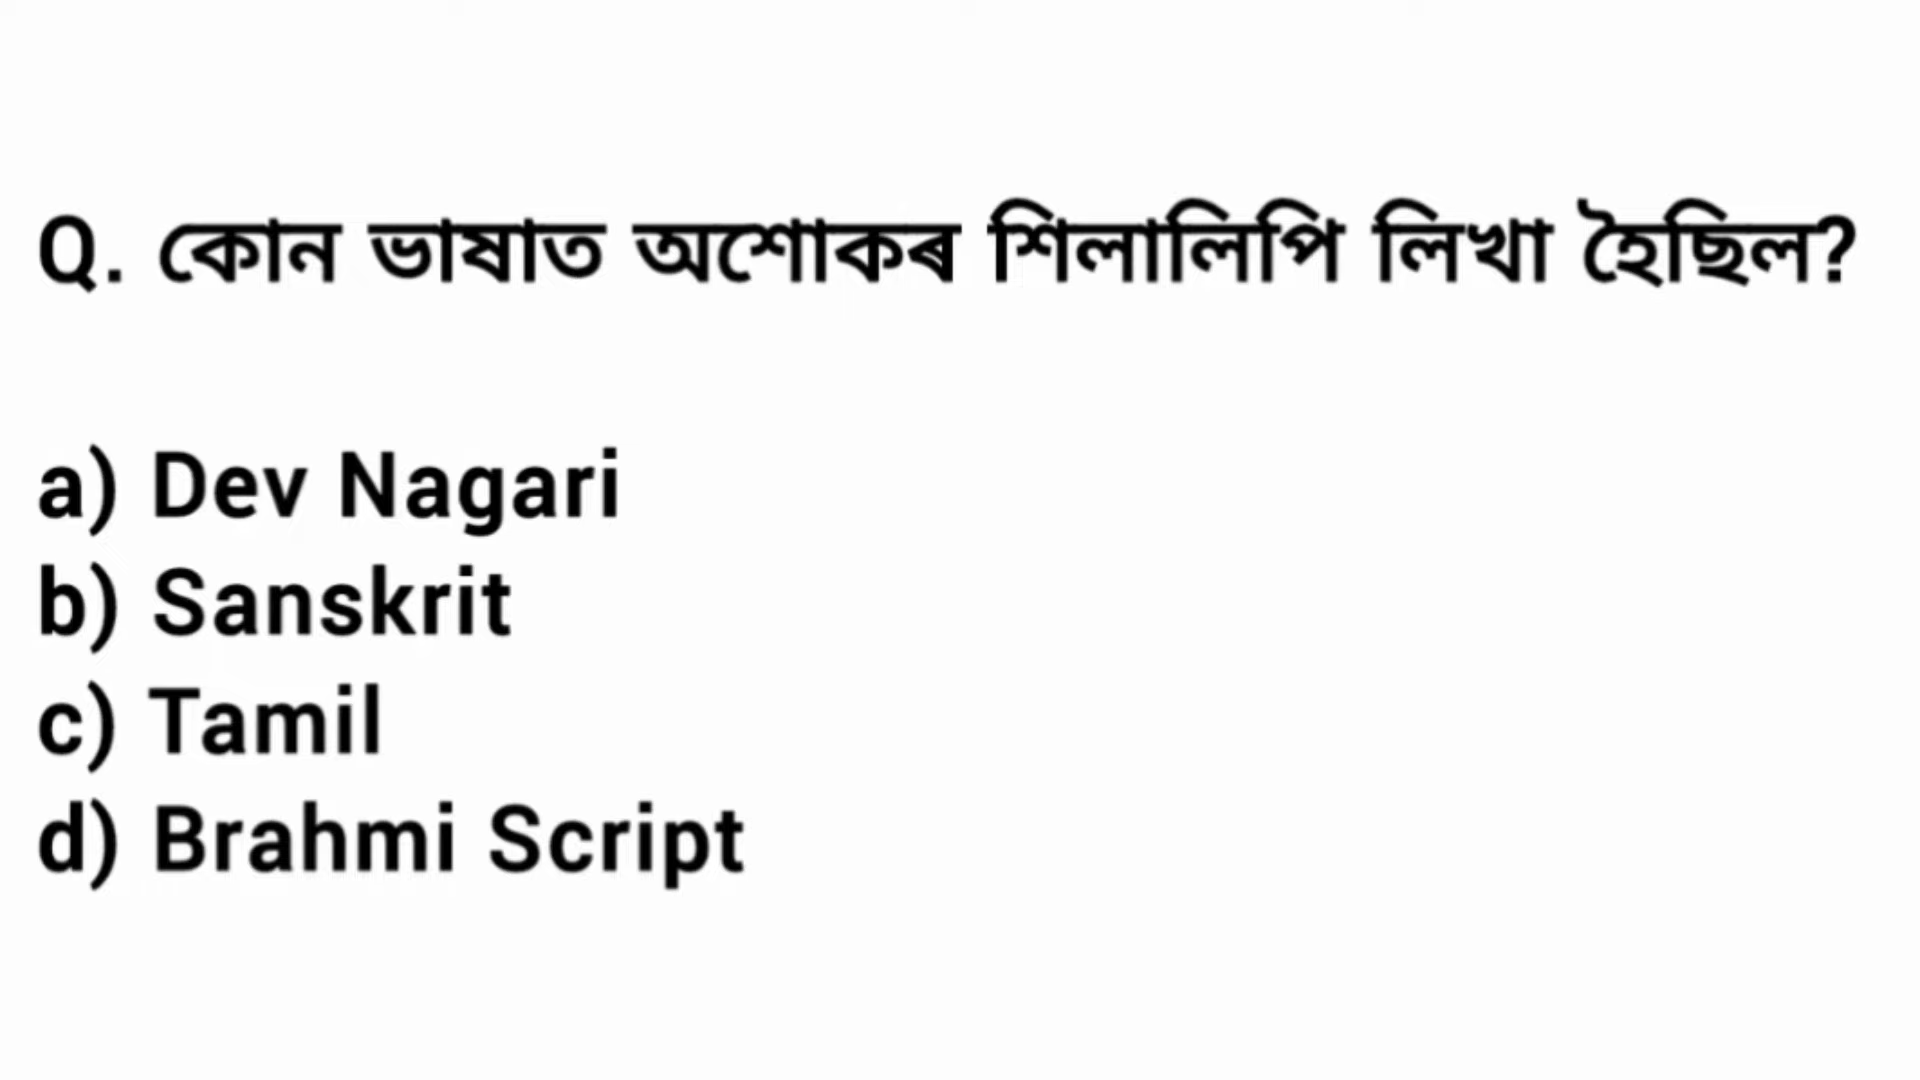 Q. কোন ভাষাত অশোকৰ শিলালিপি লিখা হৈছিল?
a) Dev Nagari
b) Sanskrit
c) Tamil
d) Brahmi Script